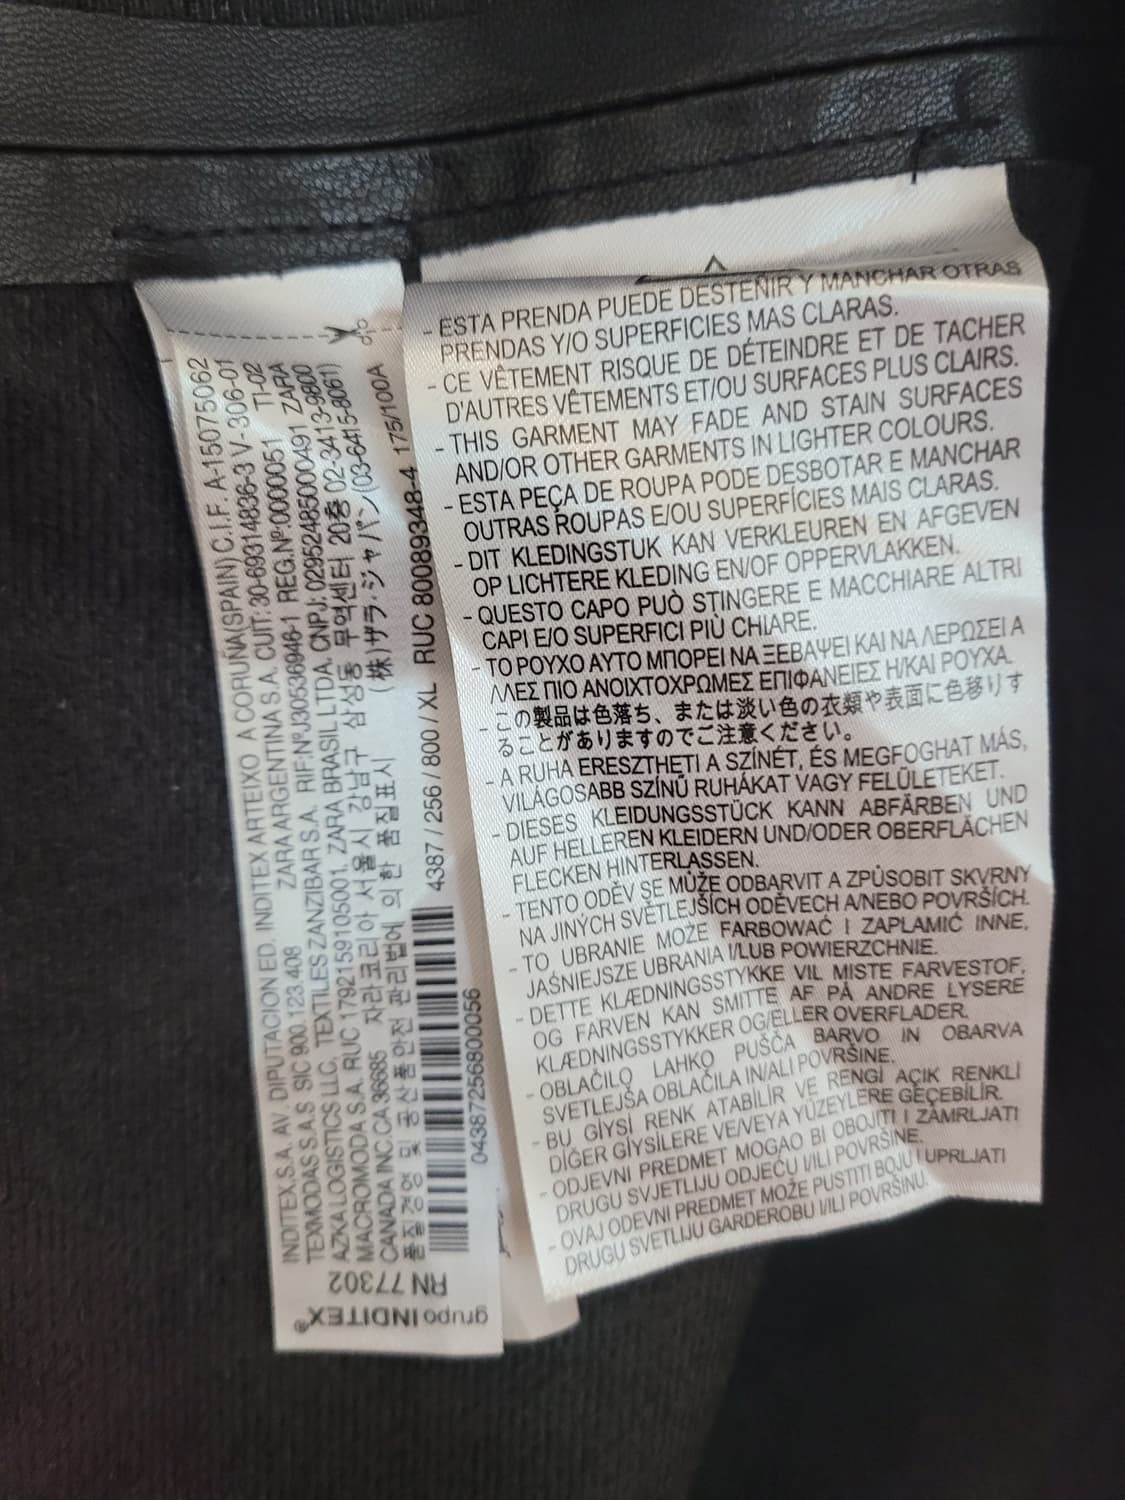 INDITEX,S.A. AV. DIPUTACION ED. INDITEX ARTEIXO A CORUÑA(SPAIN) C.I.F. A-15075062
TEXMODAS S.A.S SIC 900.123.408 ZARA ARGENTINA S.A. CUIT:30-69314836-3 V-306-01
AZKA LOGISTICS LLC, TEXTILES ZANZIBAR S.A. RIF:NºJ30536946-1 REG.Nº:0000051 TI-02
MACROMODA S.A. RUC 1792159105001, ZARA BRASIL LTDA. CNPJ: 02952485000491 ZARA
CANADA INC CA 36685 자라코리아 서울시 강남구 삼성동 무역센터 20층 02-3413-9800
품질경영 및 공산품안전 관리법에 의한 품질표시 (株)ザラ·ジャパン(03-6415-8061)
4387 / 256 / 800 / XL RUC 80089348-4 175/100A
04387256800056
RN 77302
grupo INDITEX®
- ESTA PRENDA PUEDE DESTEÑIR Y MANCHAR OTRAS
PRENDAS Y/O SUPERFICIES MAS CLARAS.
- CE VÊTEMENT RISQUE DE DÉTEINDRE ET DE TACHER
D'AUTRES VÊTEMENTS ET/OU SURFACES PLUS CLAIRS.
- THIS GARMENT MAY FADE AND STAIN SURFACES
AND/OR OTHER GARMENTS IN LIGHTER COLOURS.
- ESTA PEÇA DE ROUPA PODE DESBOTAR E MANCHAR
OUTRAS ROUPAS E/OU SUPERFÍCIES MAIS CLARAS.
- DIT KLEDINGSTUK KAN VERKLEUREN EN AFGEVEN
OP LICHTERE KLEDING EN/OF OPPERVLAKKEN.
- QUESTO CAPO PUÒ STINGERE E MACCHIARE ALTRI
CAPI E/O SUPERFICI PIÙ CHIARE.
- ΤΟ ΡΟΥΧΟ ΑΥΤΟ ΜΠΟΡΕΙ ΝΑ ΞΕΒΑΨΕΙ ΚΑΙ ΝΑ ΛΕΡΩΣΕΙ Α
ΛΛΕΣ ΠΙΟ ΑΝΟΙΧΤΟΧΡΩΜΕΣ ΕΠΙΦΑΝΕΙΕΣ Η/ΚΑΙ ΡΟΥΧΑ.
- この製品は色落ち、または淡い色の衣類や表面に色移りす
ることがありますのでご注意ください。
- A RUHA ERESZTHETI A SZÍNÉT, ÉS MEGFOGHAT MÁS,
VILÁGOSABB SZÍNŰ RUHÁKAT VAGY FELÜLETEKET.
- DIESES KLEIDUNGSSTÜCK KANN ABFÄRBEN UND
AUF HELLEREN KLEIDERN UND/ODER OBERFLÄCHEN
FLECKEN HINTERLASSEN.
- TENTO ODĚV SE MŮŽE ODBARVIT A ZPŮSOBIT SKVRNY
NA JINÝCH SVĚTLEJŠÍCH ODĚVECH A/NEBO POVRŠÍCH.
- TO UBRANIE MOŻE FARBOWAĆ I ZAPLAMIĆ INNE,
JAŚNIEJSZE UBRANIA I/LUB POWIERZCHNIE.
- DETTE KLÆDNINGSSTYKKE VIL MISTE FARVESTOF,
OG FARVEN KAN SMITTE AF PÅ ANDRE LYSERE
KLÆDNINGSSTYKKER OG/ELLER OVERFLADER.
- OBLAČILO LAHKO PUŠČA BARVO IN OBARVA
SVETLEJŠA OBLAČILA IN/ALI POVRŠINE.
- BU GİYSİ RENK ATABİLİR VE RENGİ AÇIK RENKLİ
DİĞER GİYSİLERE VE/VEYA YÜZEYLERE GEÇEBİLİR.
- ODJEVNI PREDMET MOGAO BI OBOJITI I ZAMRLJATI
DRUGU SVJETLIJU ODJEĆU I/ILI POVRŠINE.
- OVAJ ODEVNI PREDMET MOŽE PUSTITI BOJU I UPRLJATI
DRUGU SVETLIJU GARDEROBU I/ILI POVRŠINU.